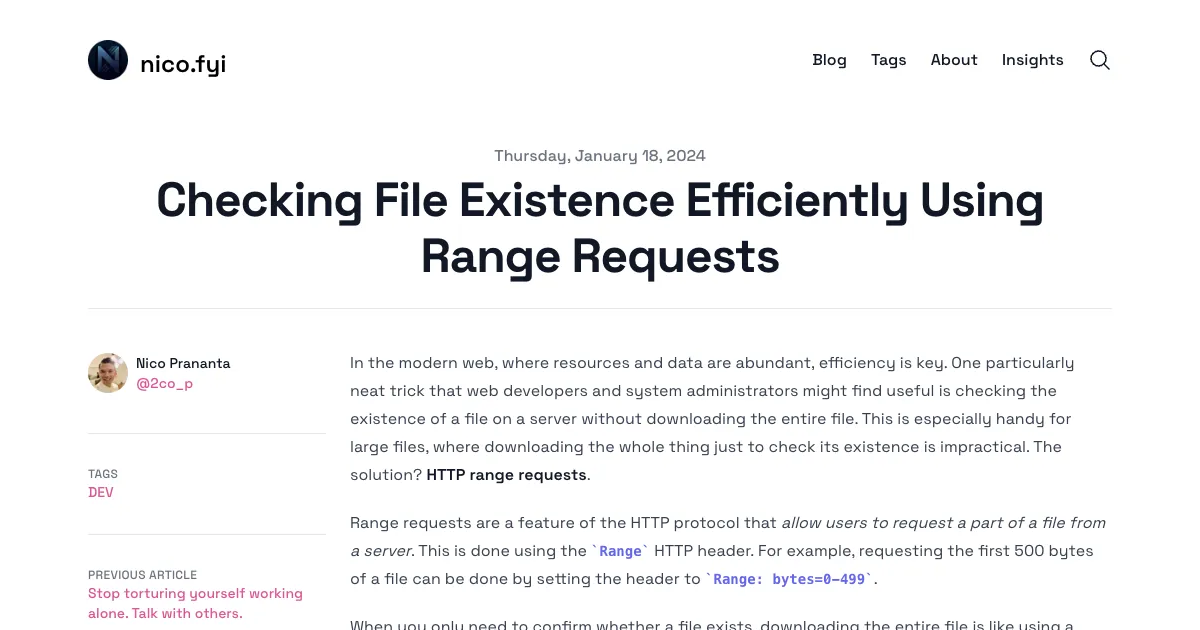 nico.fyi
Blog
Tags
About
Insights
Thursday, January 18, 2024
Checking File Existence Efficiently Using
Range Requests
Nico Prananta
@2co_p
TAGS
DEV
PREVIOUS ARTICLE
Stop torturing yourself working
alone. Talk with others.
In the modern web, where resources and data are abundant, efficiency is key. One particularly
neat trick that web developers and system administrators might find useful is checking the
existence of a file on a server without downloading the entire file. This is especially handy for
large files, where downloading the whole thing just to check its existence is impractical. The
solution? HTTP range requests.
Range requests are a feature of the HTTP protocol that allow users to request a part of a file from
a server. This is done using the `Range` HTTP header. For example, requesting the first 500 bytes
of a file can be done by setting the header to `Range: bytes=0-499`.
When you only need to confirm whether a file exists, downloading the entire file is like using a